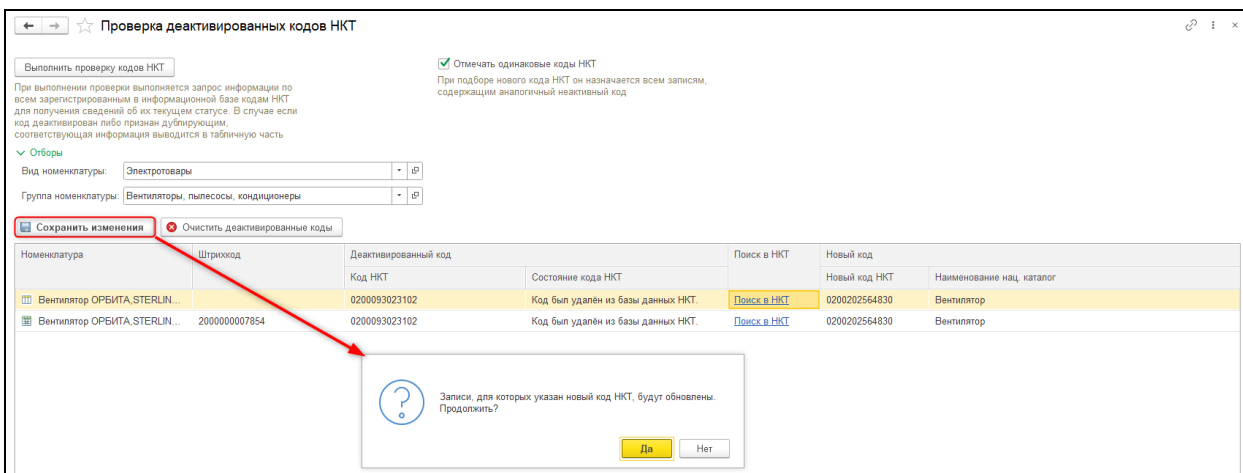 Проверка деактивированных кодов НКТ
Выполнить проверку кодов НКТ
При выполнении проверки выполняется запрос информации по
всем зарегистрированным в информационной базе кодам НКТ
для получения сведений об их текущем статусе. В случае если
код деактивирован либо признан дублирующим,
соответствующая информация выводится в табличную часть
Отмечать одинаковые коды НКТ
При подборе нового кода НКТ он назначается всем записям,
содержащим аналогичный неактивный код
Отборы
Вид номенклатуры: Электротовары
Группа номенклатуры: Вентиляторы, пылесосы, кондиционеры
Сохранить изменения Очистить деактивированные коды
Номенклатура Штрихкод Деактивированный код Поиск в НКТ Новый код
Код НКТ Состояние кода НКТ Новый код НКТ Наименование нац. каталог
Вентилятор ОРБИТА,STERLIN... 0200093023102 Код был удалён из базы данных НКТ. Поиск в НКТ 0200202564830 Вентилятор
Вентилятор ОРБИТА,STERLIN... 2000000007854 0200093023102 Код был удалён из базы данных НКТ. Поиск в НКТ 0200202564830 Вентилятор
Записи, для которых указан новый код НКТ, будут обновлены.
Продолжить?
Да Нет